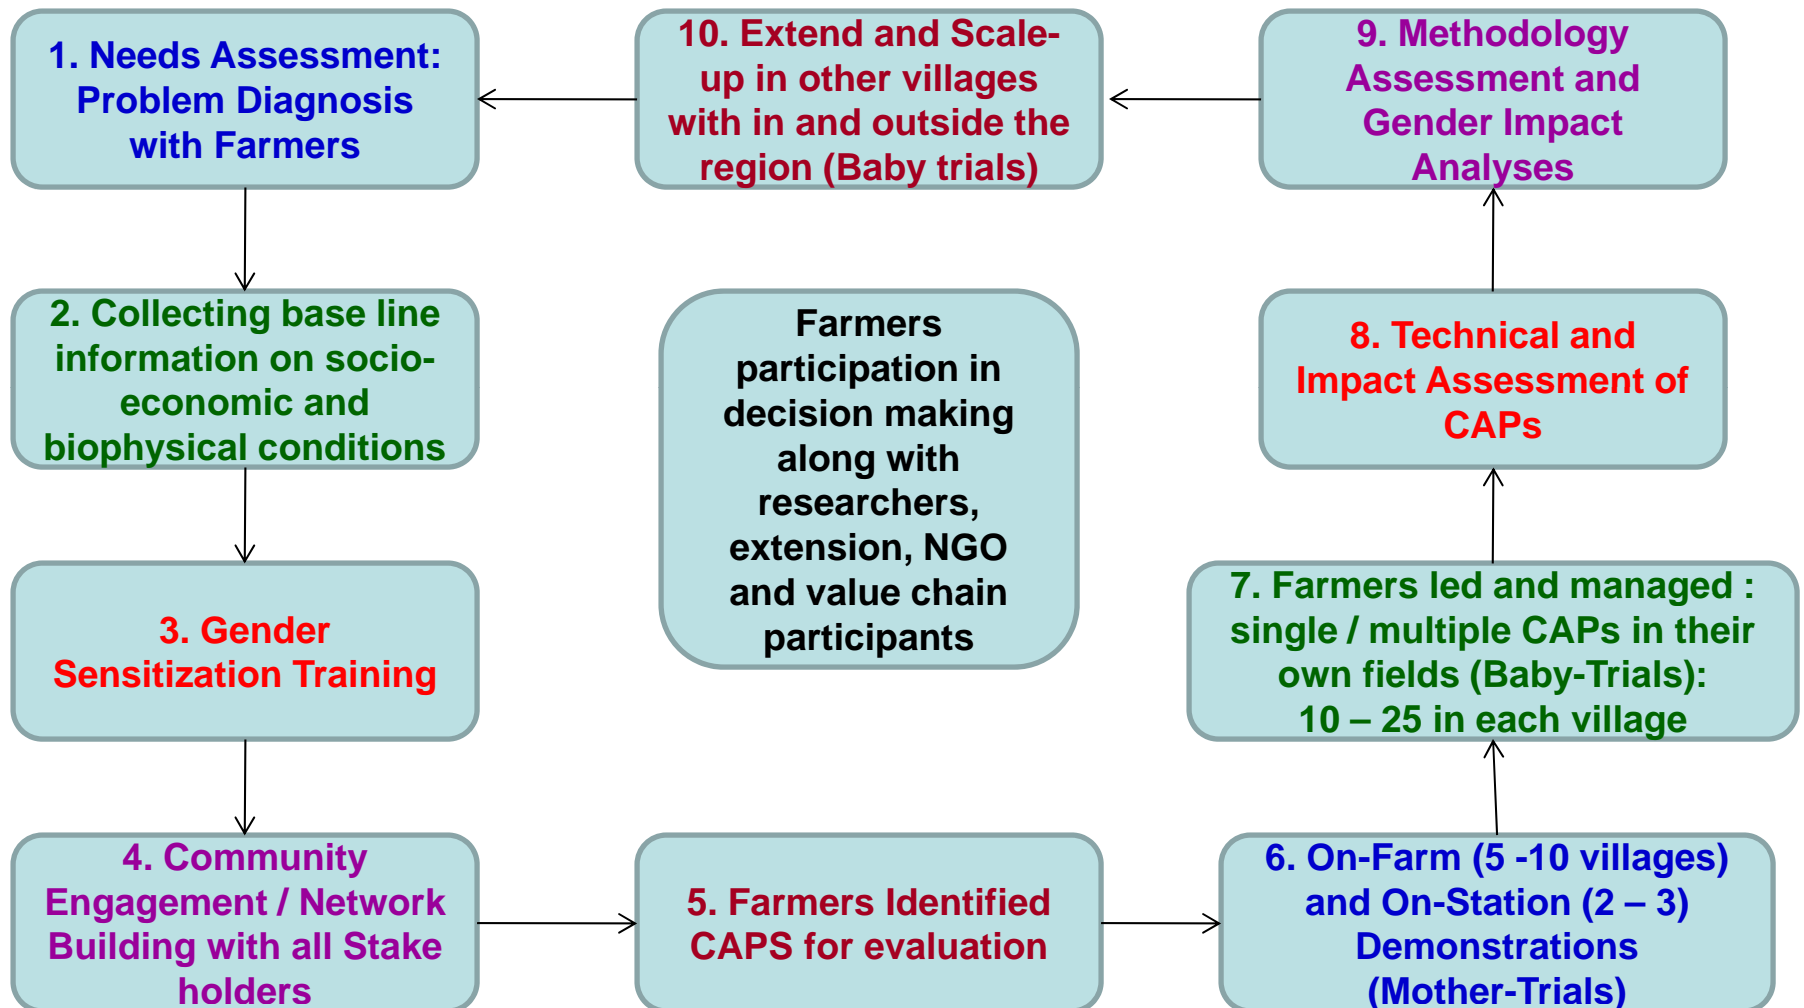 1. Needs Assessment:
Problem Diagnosis
with Farmers
10. Extend and Scale-
up in other villages
with in and outside the
region (Baby trials)
9. Methodology
Assessment and
Gender Impact
Analyses
2. Collecting base line
information on socio-
economic and
biophysical conditions
Farmers
participation in
decision making
along with
researchers,
extension, NGO
and value chain
participants
8. Technical and
Impact Assessment of
CAPs
3. Gender
Sensitization Training
7. Farmers led and managed :
single / multiple CAPs in their
own fields (Baby-Trials):
10 – 25 in each village
4. Community
Engagement / Network
Building with all Stake
holders
5. Farmers Identified
CAPS for evaluation
6. On-Farm (5 -10 villages)
and On-Station (2 – 3)
Demonstrations
(Mother-Trials)